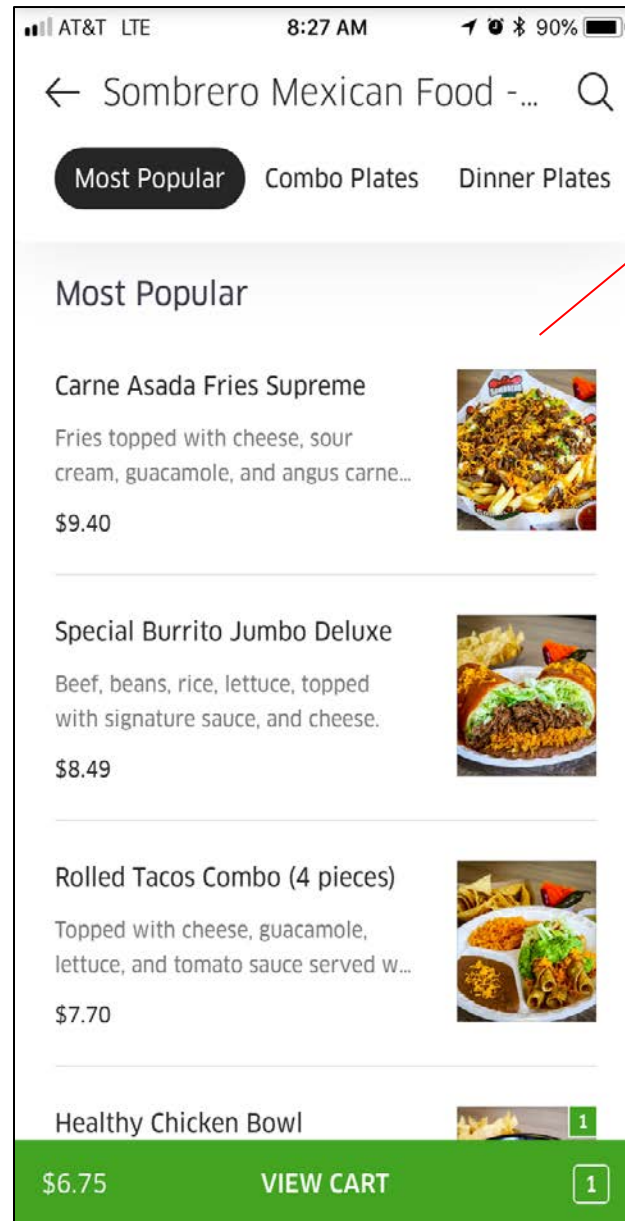 AT&T LTE 8:27 AM 90%
Sombrero Mexican Food -...
Most Popular Combo Plates Dinner Plates
Most Popular
Carne Asada Fries Supreme
Fries topped with cheese, sour
cream, guacamole, and angus carne...
$9.40
Special Burrito Jumbo Deluxe
Beef, beans, rice, lettuce, topped
with signature sauce, and cheese.
$8.49
Rolled Tacos Combo (4 pieces)
Topped with cheese, guacamole,
lettuce, and tomato sauce served w...
$7.70
Healthy Chicken Bowl
1
$6.75 VIEW CART 1